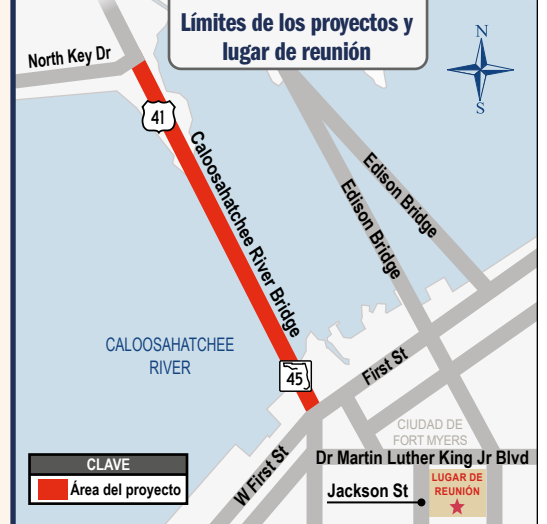 Límites de los proyectos y
lugar de reunión
North Key Dr
N
S
41
Caloosahatchee River Bridge
Edison Bridge
Edison Bridge
CALOOSAHATCHEE
RIVER
45
First St
W First St
CIUDAD DE
FORT MYERS
Dr Martin Luther King Jr Blvd
CLAVE
Área del proyecto
Jackson St
LUGAR DE
REUNIÓN